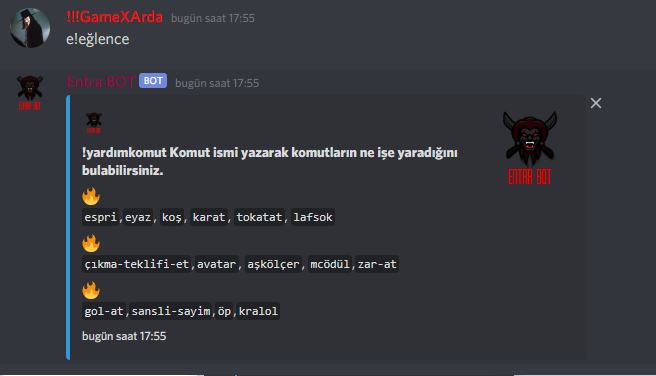 !!!GameXArda bugün saat 17:55
e!eğlence
Entra BOT BOT bugün saat 17:55
ENTRA BOT
!yardımkomut Komut ismi yazarak komutların ne işe yaradığını
bulabilirsiniz.
espri,eyaz, koş, karat, tokatat, lafsok
çıkma-teklifi-et,avatar, aşkölçer, mcödül,zar-at
gol-at,sansli-sayim,öp,kralol
bugün saat 17:55